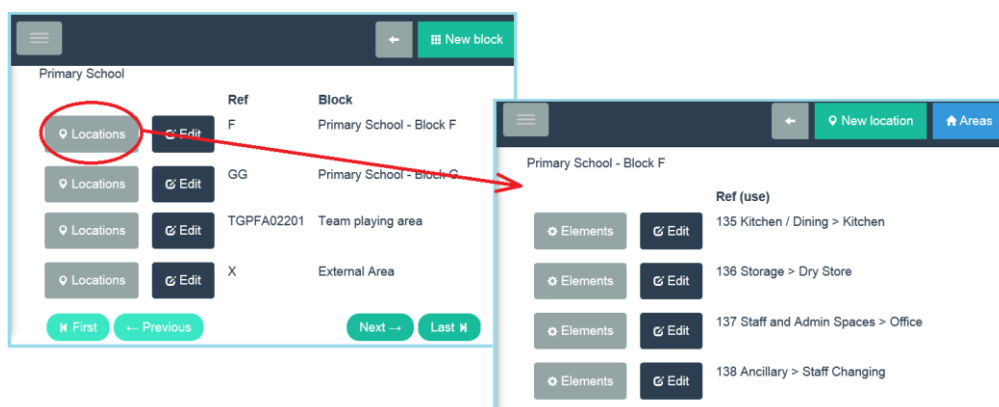 New block
Primary School
Ref Block
Locations Edit F Primary School - Block F
Locations Edit GG Primary School - Block G
Locations Edit TGPFA02201 Team playing area
Locations Edit X External Area
First ← Previous Next → Last
New location Areas
Primary School - Block F
Ref (use)
Elements Edit 135 Kitchen / Dining > Kitchen
Elements Edit 136 Storage > Dry Store
Elements Edit 137 Staff and Admin Spaces > Office
Elements Edit 138 Ancillary > Staff Changing